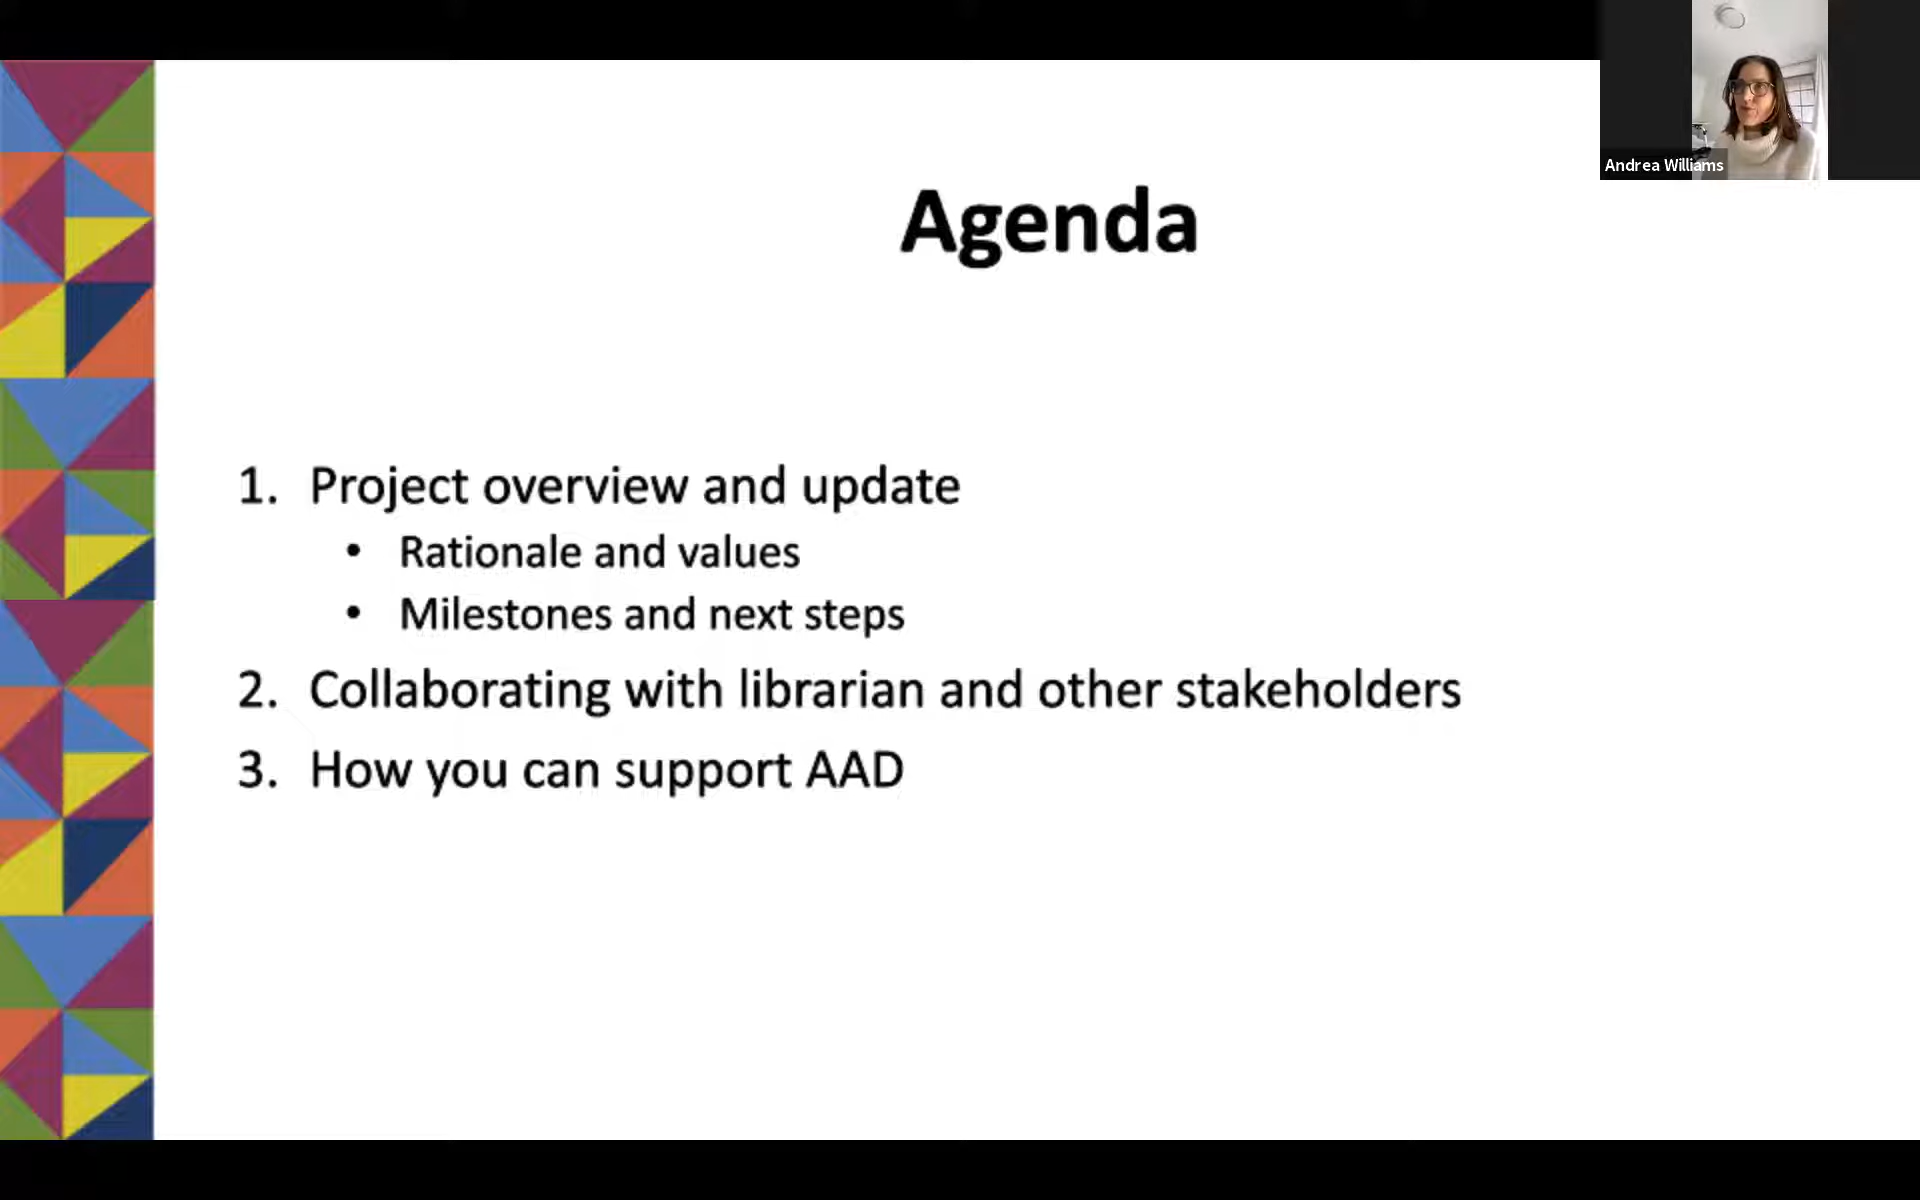 Andrea Williams
Agenda
1. Project overview and update
• Rationale and values
• Milestones and next steps
2. Collaborating with librarian and other stakeholders
3. How you can support AAD